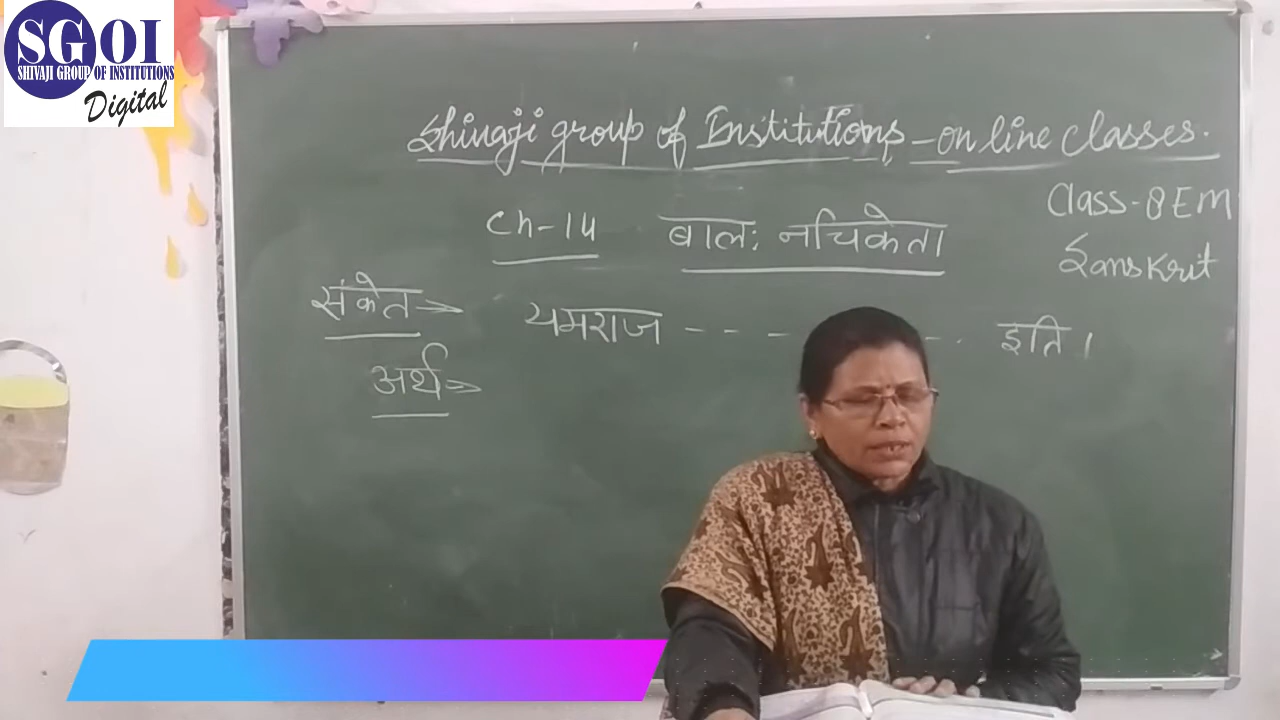 SGOI
SHIVAJI GROUP OF INSTITUTIONS
Digital
Shivaji group of Institutions - on line classes.
Class-8 EM
Ch-14 बालः नचिकेता
Sanskrit
संकेत→ यमराज - - - - .. इति।
अर्थ→